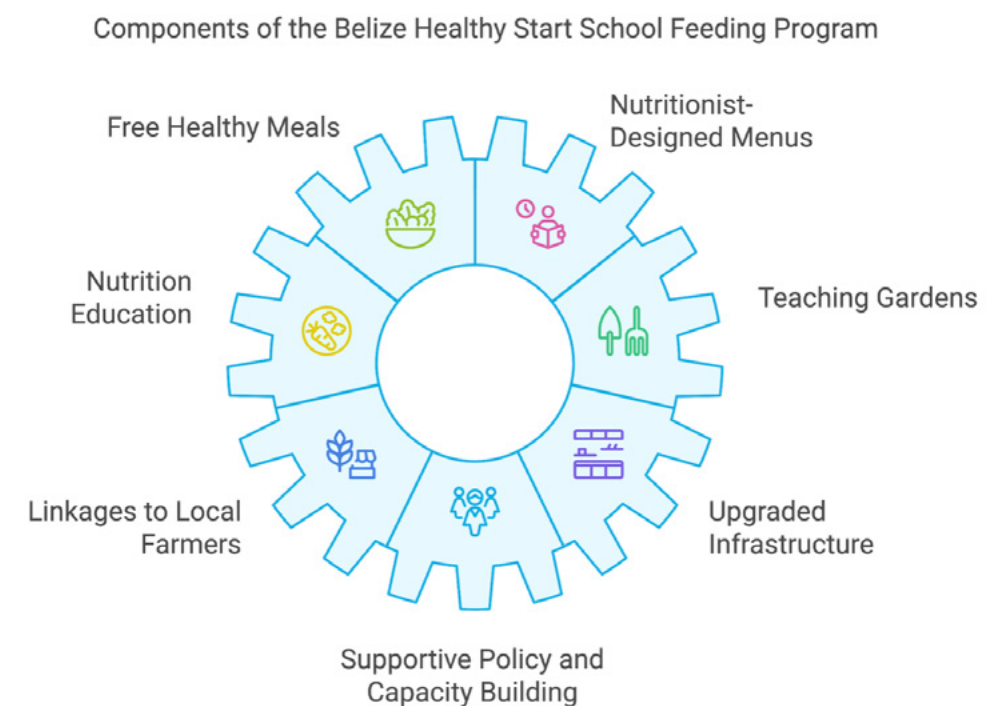 Components of the Belize Healthy Start School Feeding Program
Free Healthy Meals
Nutritionist-
Designed Menus
Nutrition
Education
Teaching Gardens
Linkages to Local
Farmers
Upgraded
Infrastructure
Supportive Policy and
Capacity Building